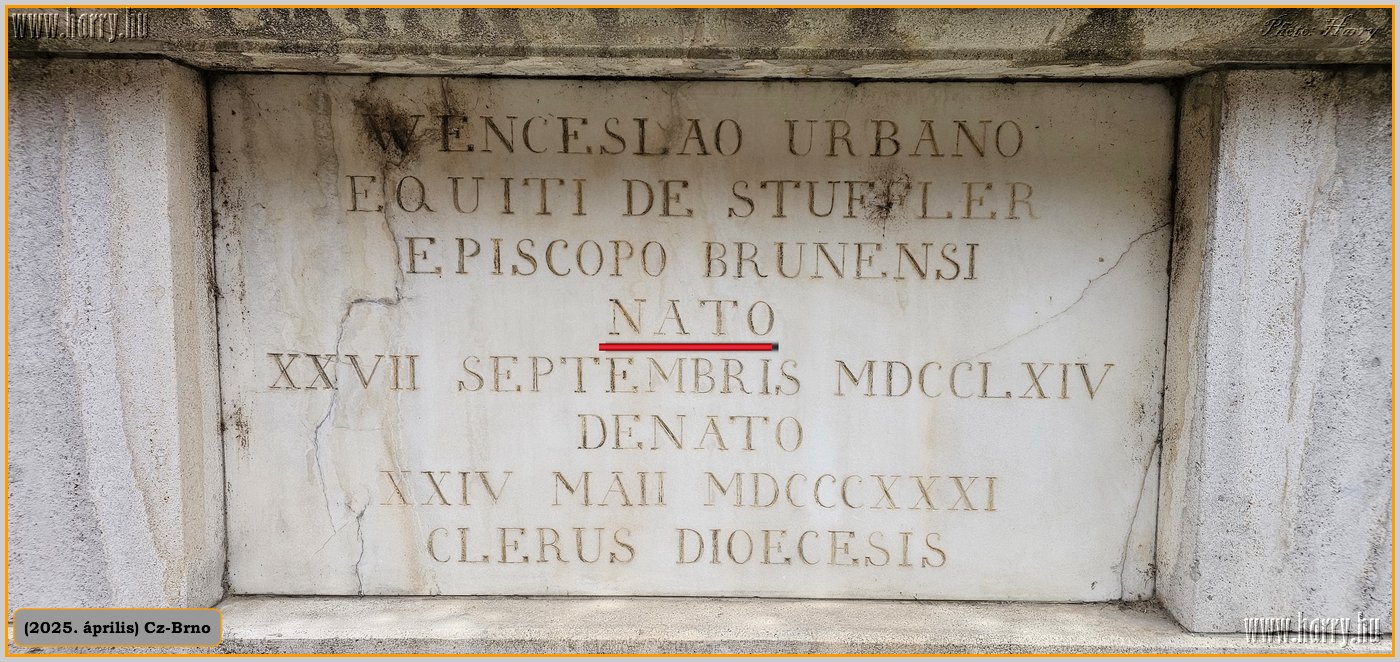 www.harry.hu
Photo: Harry
WENCESLAO URBANO
EQUITI DE STUFFLER
EPISCOPO BRUNENSI
NATO
XXVII SEPTEMBRIS MDCCLXIV
DENATO
XXIV MAII MDCCCXXXI
CLERUS DIOECESIS
(2025. április) Cz-Brno
www.harry.hu